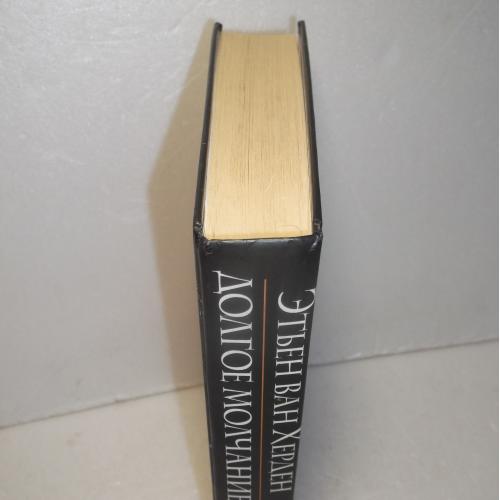 Этьен ван Херден
Долгое молчание